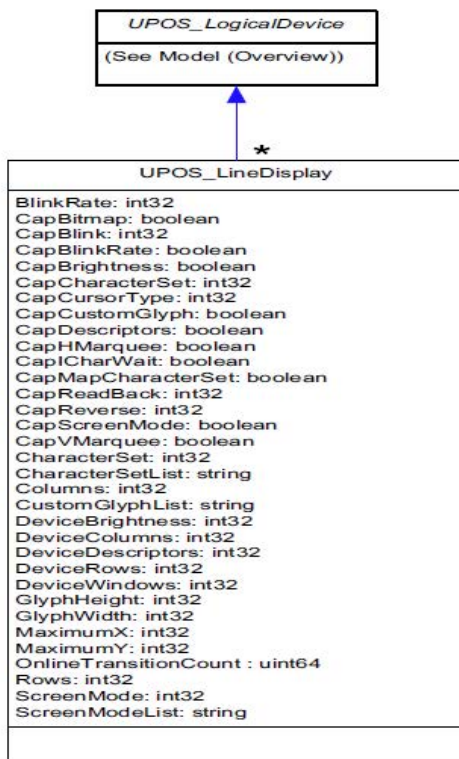 UPOS_LogicalDevice
(See Model (Overview))
*
UPOS_LineDisplay
BlinkRate: int32
CapBitmap: boolean
CapBlink: int32
CapBlinkRate: boolean
CapBrightness: boolean
CapCharacterSet: int32
CapCursorType: int32
CapCustomGlyph: boolean
CapDescriptors: boolean
CapHMarquee: boolean
CapICharWait: boolean
CapMapCharacterSet: boolean
CapReadBack: int32
CapReverse: int32
CapScreenMode: boolean
CapVMarquee: boolean
CharacterSet: int32
CharacterSetList: string
Columns: int32
CustomGlyphList: string
DeviceBrightness: int32
DeviceColumns: int32
DeviceDescriptors: int32
DeviceRows: int32
DeviceWindows: int32
GlyphHeight: int32
GlyphWidth: int32
MaximumX: int32
MaximumY: int32
OnlineTransitionCount : uint64
Rows: int32
ScreenMode: int32
ScreenModeList: string